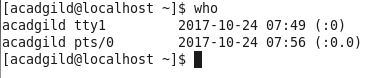 [acadgild@localhost ~]$ who
acadgild tty1         2017-10-24 07:49 (:0)
acadgild pts/0        2017-10-24 07:56 (:0.0)
[acadgild@localhost ~]$